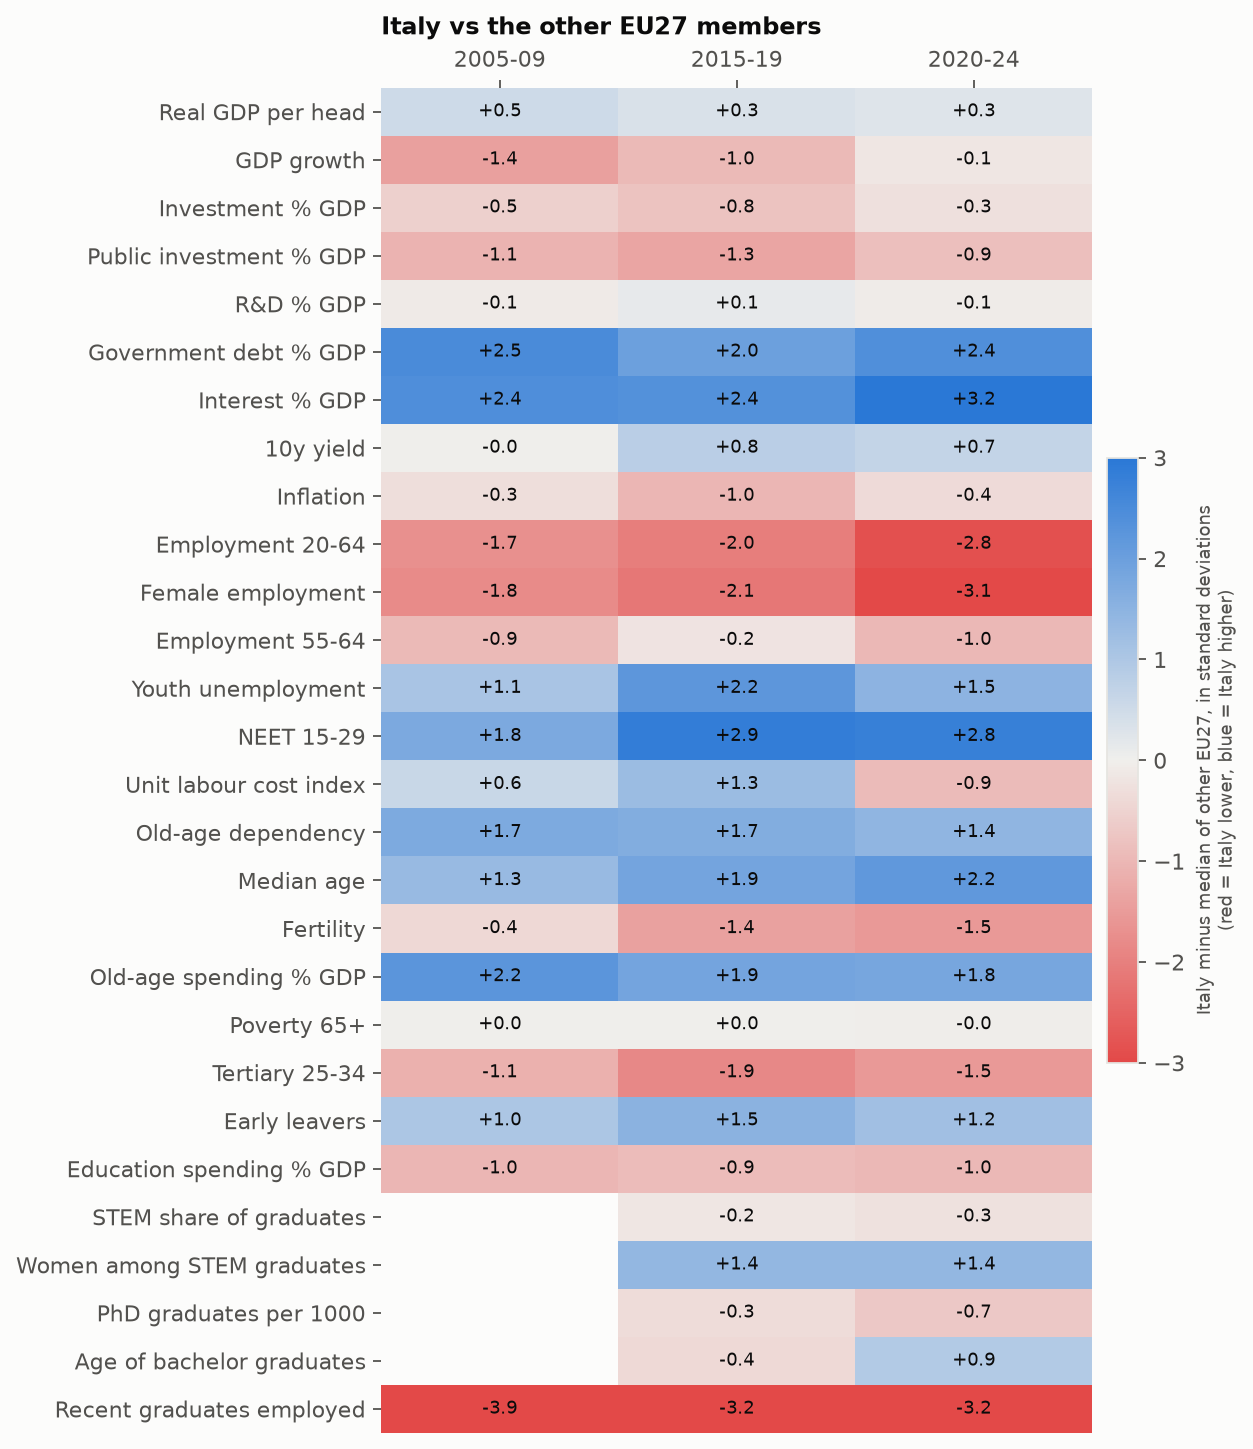 Italy vs the other EU27 members
2005-09 2015-19 2020-24
Real GDP per head +0.5 +0.3 +0.3
GDP growth -1.4 -1.0 -0.1
Investment % GDP -0.5 -0.8 -0.3
Public investment % GDP -1.1 -1.3 -0.9
R&D % GDP -0.1 +0.1 -0.1
Government debt % GDP +2.5 +2.0 +2.4
Interest % GDP +2.4 +2.4 +3.2
10y yield -0.0 +0.8 +0.7
Inflation -0.3 -1.0 -0.4
Employment 20-64 -1.7 -2.0 -2.8
Female employment -1.8 -2.1 -3.1
Employment 55-64 -0.9 -0.2 -1.0
Youth unemployment +1.1 +2.2 +1.5
NEET 15-29 +1.8 +2.9 +2.8
Unit labour cost index +0.6 +1.3 -0.9
Old-age dependency +1.7 +1.7 +1.4
Median age +1.3 +1.9 +2.2
Fertility -0.4 -1.4 -1.5
Old-age spending % GDP +2.2 +1.9 +1.8
Poverty 65+ +0.0 +0.0 -0.0
Tertiary 25-34 -1.1 -1.9 -1.5
Early leavers +1.0 +1.5 +1.2
Education spending % GDP -1.0 -0.9 -1.0
STEM share of graduates -0.2 -0.3
Women among STEM graduates +1.4 +1.4
PhD graduates per 1000 -0.3 -0.7
Age of bachelor graduates -0.4 +0.9
Recent graduates employed -3.9 -3.2 -3.2
3
2
1
0
−1
−2
−3
Italy minus median of other EU27, in standard deviations
(red = Italy lower, blue = Italy higher)